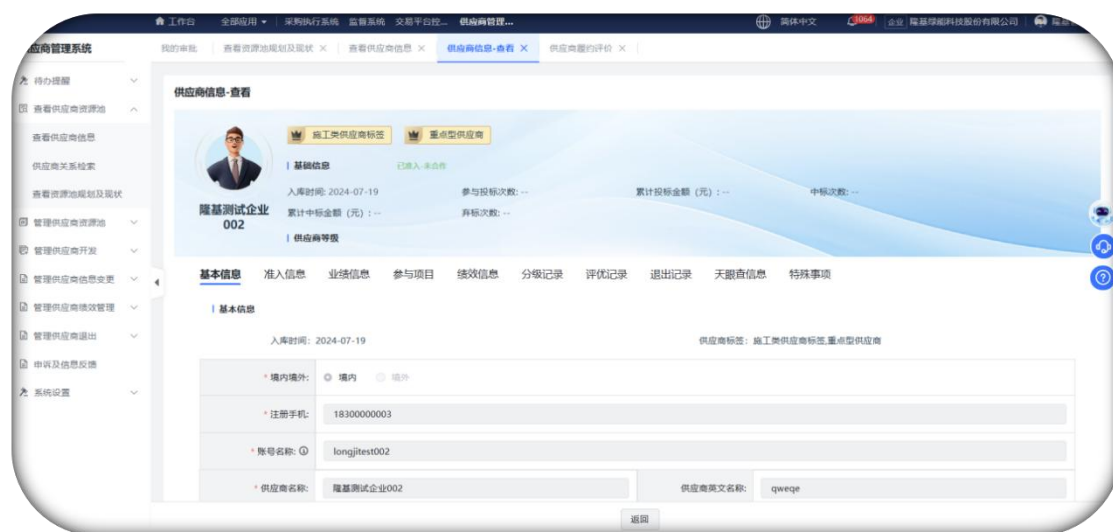 工作台 全部应用 采购执行系统 监督系统 交易平台控... 供应商管理... 简体中文 1064 企业 隆基绿能科技股份有限公司 隆基
应商管理系统 我的审批 查看资源池规划及现状 × 查看供应商信息 × 供应商信息-查看 × 供应商履约评价 ×
待办提醒
查看供应商资源池
查看供应商信息
供应商关系检索
查看资源池规划及现状
管理供应商资源池
管理供应商开发
管理供应商信息变更
管理供应商绩效管理
管理供应商退出
申诉及信息反馈
系统设置
供应商信息-查看
施工类供应商标签 重点型供应商
基础信息 已准入-未合作
入库时间: 2024-07-19 参与投标次数: -- 累计投标金额（元）: -- 中标次数: --
隆基测试企业002
累计中标金额（元）: -- 弃标次数: --
供应商等级
基本信息 准入信息 业绩信息 参与项目 绩效信息 分级记录 评优记录 退出记录 天眼查信息 特殊事项
基本信息
入库时间: 2024-07-19 供应商标签: 施工类供应商标签,重点型供应商
* 境内境外: 境内 境外
* 注册手机: 18300000003
* 账号名称: longjitest002
* 供应商名称: 隆基测试企业002 供应商英文名称: qweqe
返回